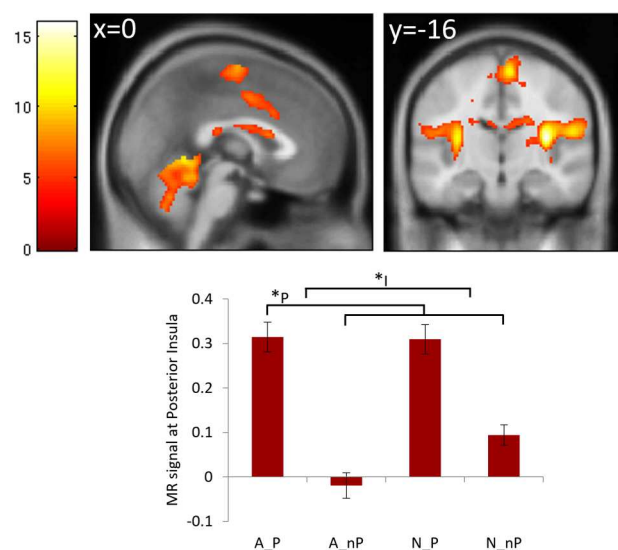 x=0
y=-16
15
10
5
0
*P
*I
0.4
0.3
0.2
0.1
0
-0.1
MR signal at Posterior Insula
A_P
A_nP
N_P
N_nP